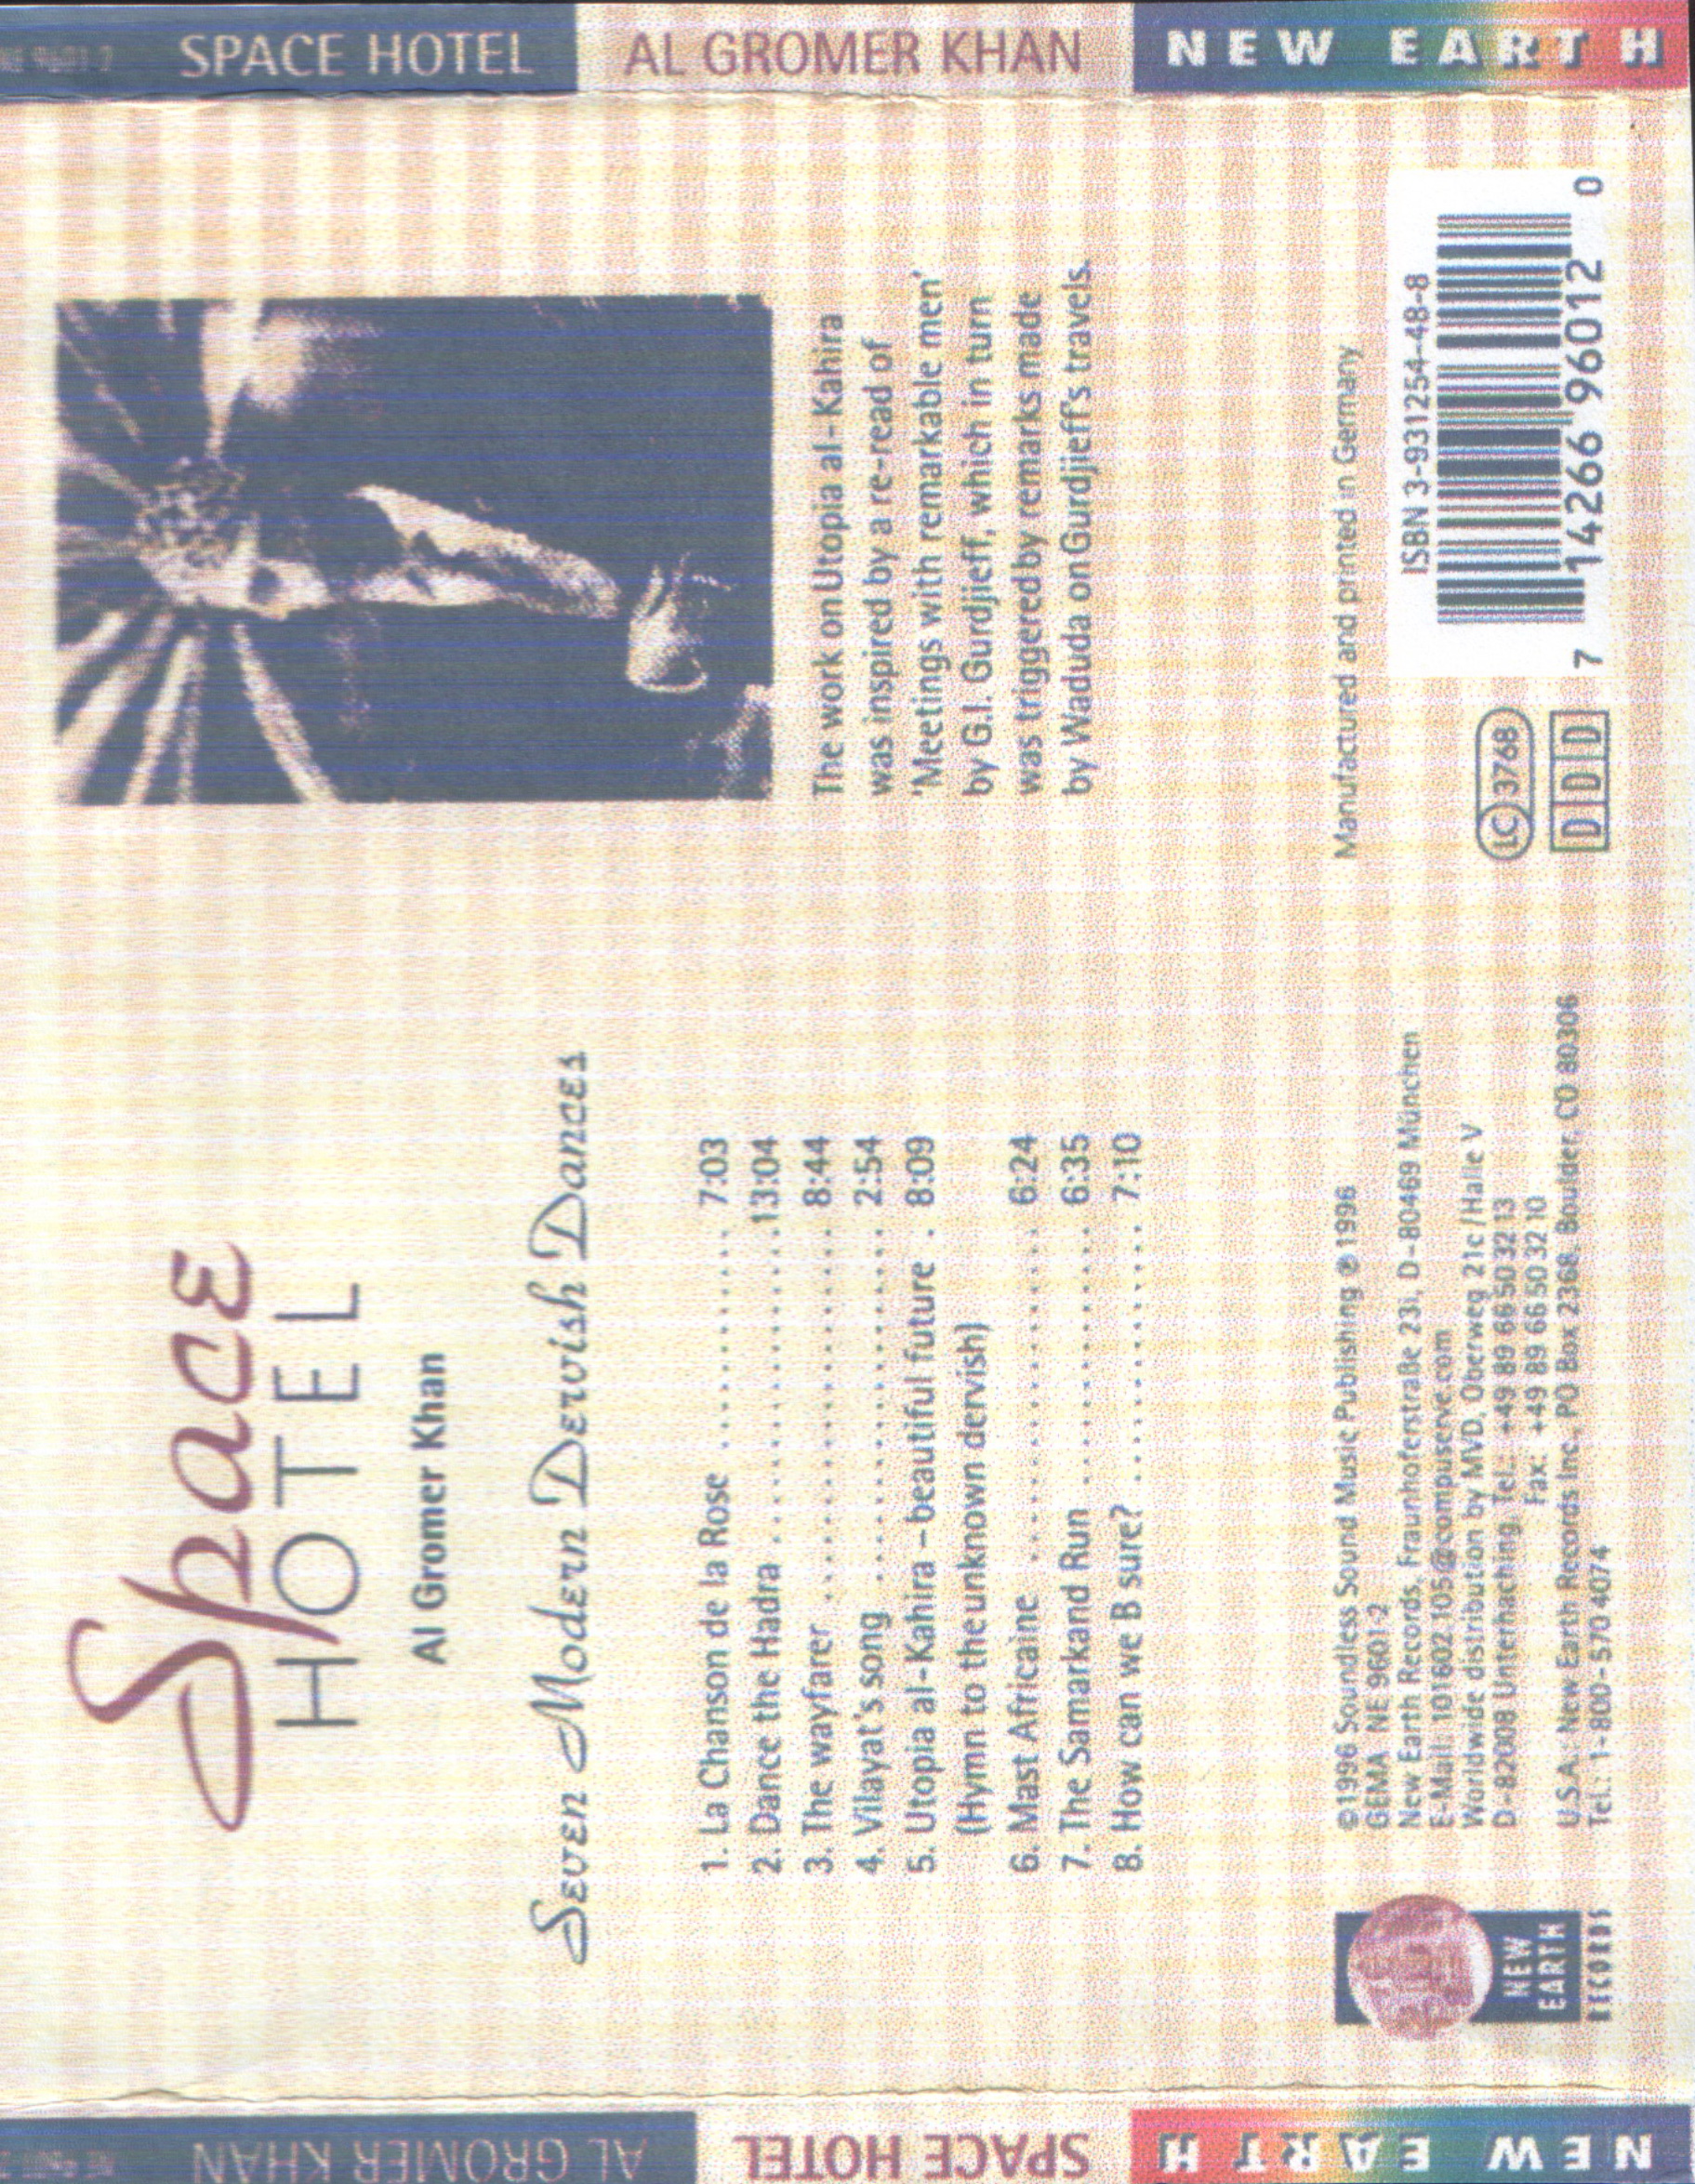 NE 9601-2 SPACE HOTEL AL GROMER KHAN NEW EARTH
Space
HOTEL
Al Gromer Khan
Seven Modern Dervish Dances
1. La Chanson de la Rose .................... 7:03
2. Dance the Hadra ....................13:04
3. The wayfarer .................... 8:44
4. Vilayat's song .................... 2:54
5. Utopia al-Kahira – beautiful future . 8:09
(Hymn to the unknown dervish)
6. Mast Africaine .................... 6:24
7. The Samarkand Run .................... 6:35
8. How can we B sure? .................... 7:10
The work on Utopia al-Kahira
was inspired by a re-read of
'Meetings with remarkable men'
by G.I. Gurdjieff, which in turn
was triggered by remarks made
by Waduda on Gurdjieff's travels.
NEW
EARTH
RECORDS
©1996 Soundless Sound Music Publishing ℗ 1996
GEMA NE 9601-2
New Earth Records, Fraunhoferstraße 23i, D-80469 München
E-Mail: 101602.105@compuserve.com
Worldwide distribution by MVD, Oberweg 21c/Halle V
D-82008 Unterhaching, Tel.: +49 89 66 50 32 13
Fax: +49 89 66 50 32 10
U.S.A.: New Earth Records Inc., PO Box 2368, Boulder, CO 80306
Tel.: 1-800-570 4074
Manufactured and printed in Germany
LC 3768
D D D
ISBN 3-931254-48-8
7 14266 96012 0
NE 9601-2 AL GROMER KHAN SPACE HOTEL NEW EARTH